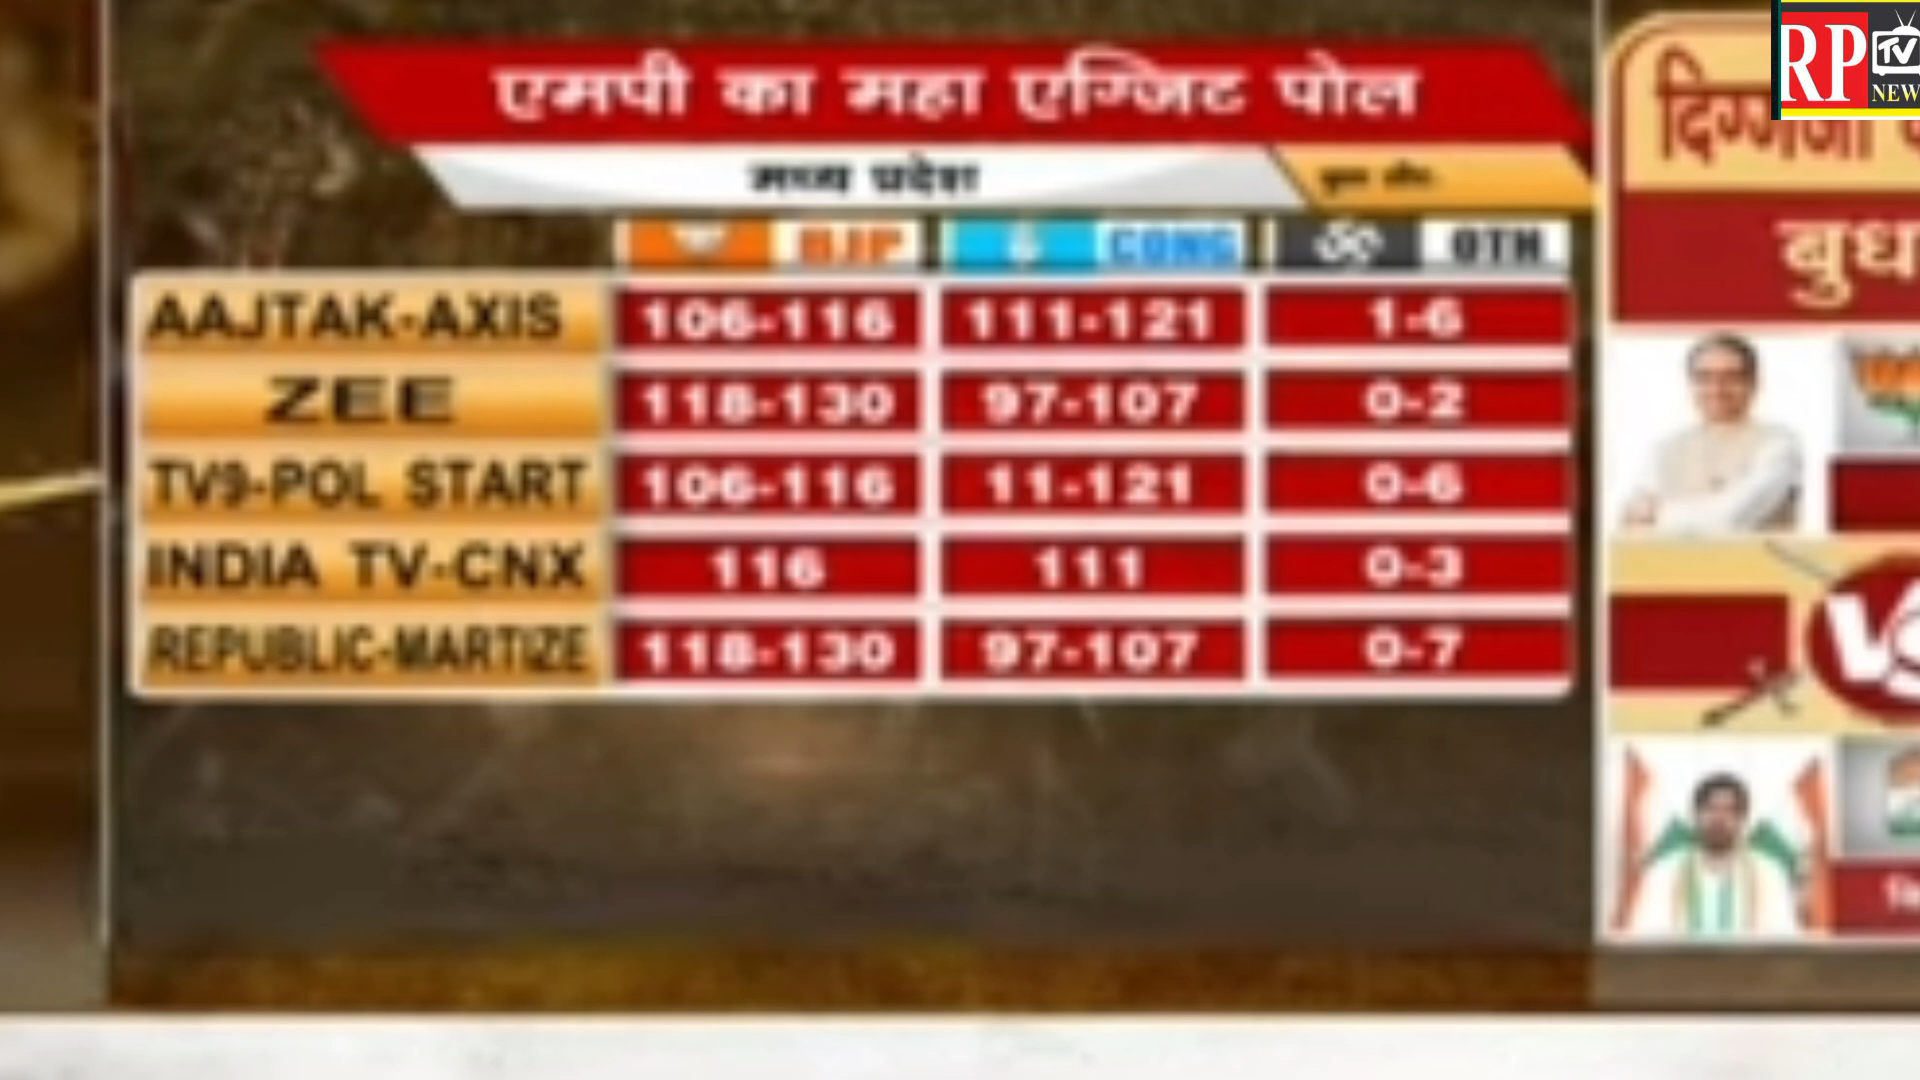 एमपी का महा एग्जिट पोल
मध्य प्रदेश
BJP CONG OTH
AAJTAK-AXIS 106-116 111-121 1-6
ZEE 118-130 97-107 0-2
TV9-POL START 106-116 11-121 0-6
INDIA TV-CNX 116 111 0-3
REPUBLIC-MARTIZE 118-130 97-107 0-7
RP TV
NEW
बुध
VS